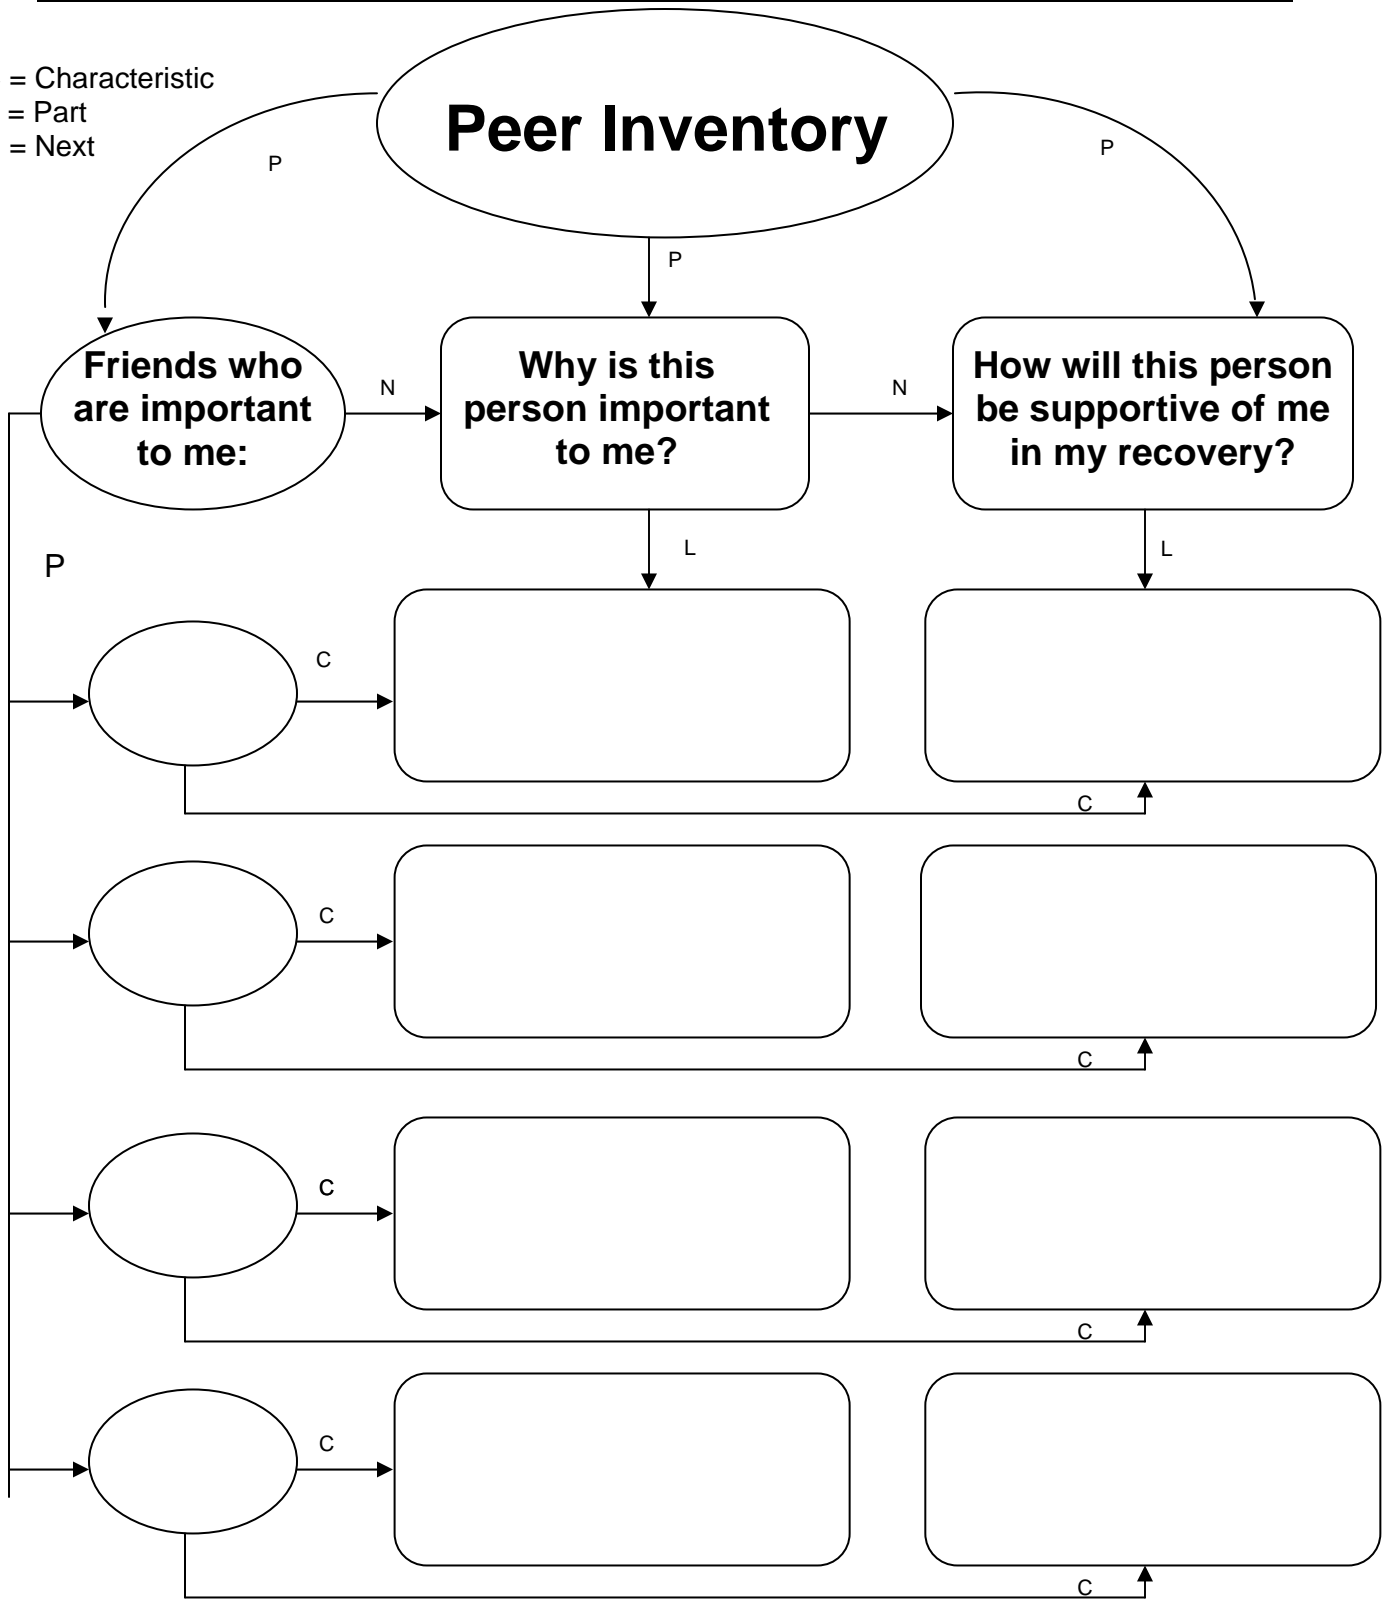 = Characteristic
= Part
= Next
Peer Inventory
P
P
P
Friends who
are important
to me:
N
Why is this
person important
to me?
N
How will this person
be supportive of me
in my recovery?
P
L
L
C
C
C
C
C
C
C
C